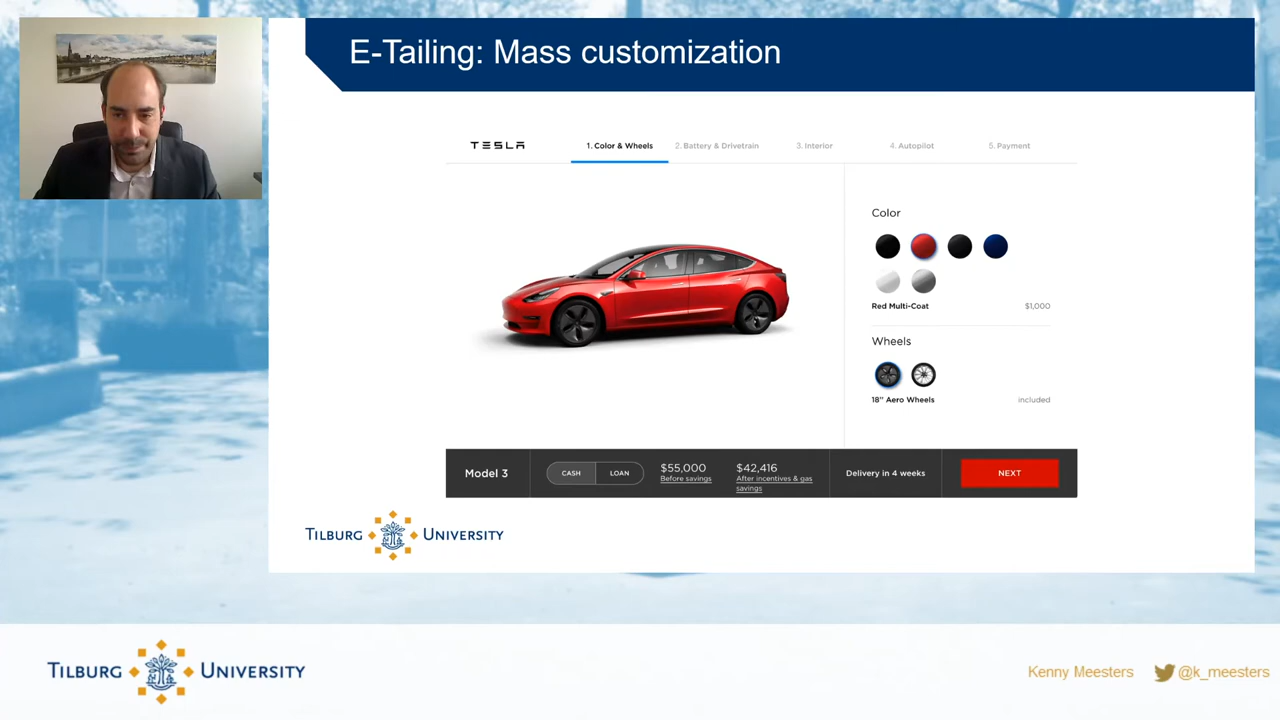 E-Tailing: Mass customization
TESLA
1. Color & Wheels
2. Battery & Drivetrain
3. Interior
4. Autopilot
5. Payment
Color
Red Multi-Coat $1,000
Wheels
18" Aero Wheels included
Model 3
CASH
LOAN
$55,000
Before savings
$42,416
After incentives & gas
savings
Delivery in 4 weeks
NEXT
TILBURG UNIVERSITY
TILBURG UNIVERSITY
Kenny Meesters
@k_meesters